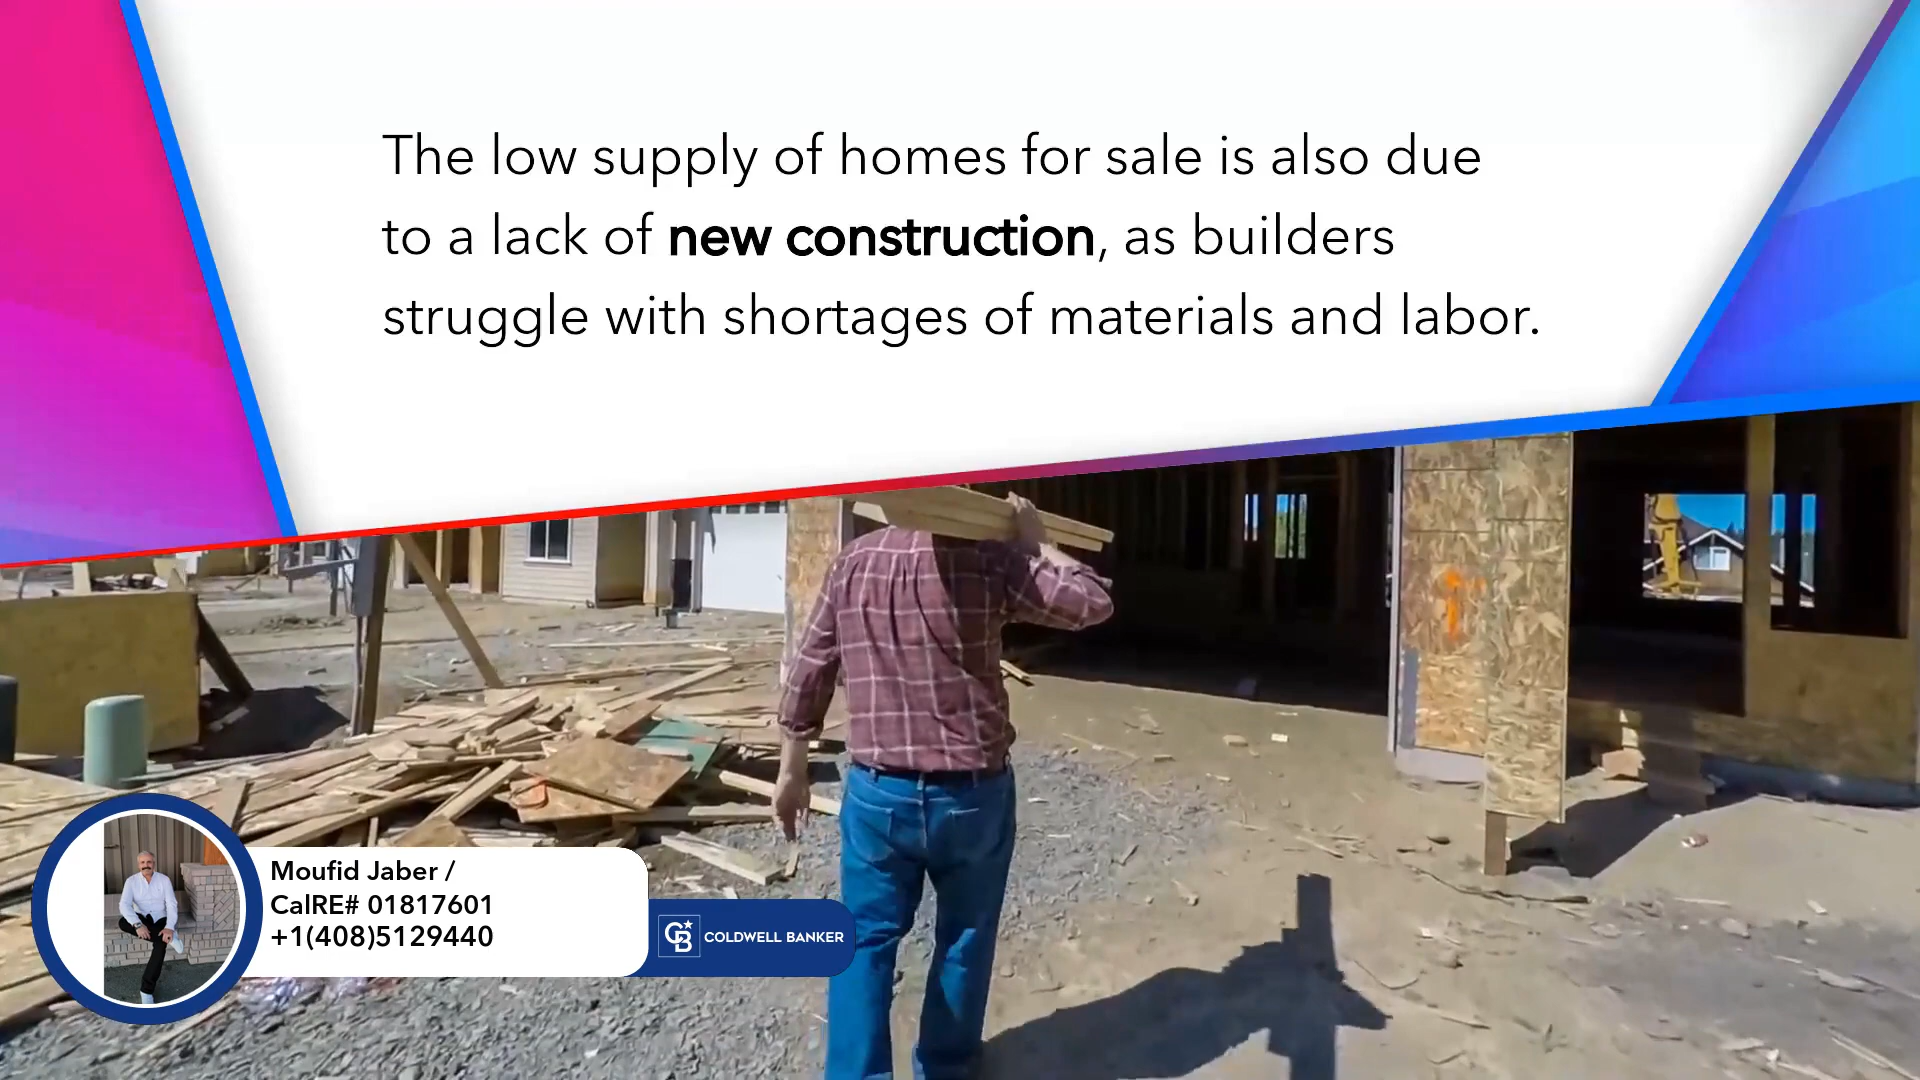 The low supply of homes for sale is also due
to a lack of new construction, as builders
struggle with shortages of materials and labor.
Moufid Jaber /
CalRE# 01817601
+1(408)5129440
CB COLDWELL BANKER